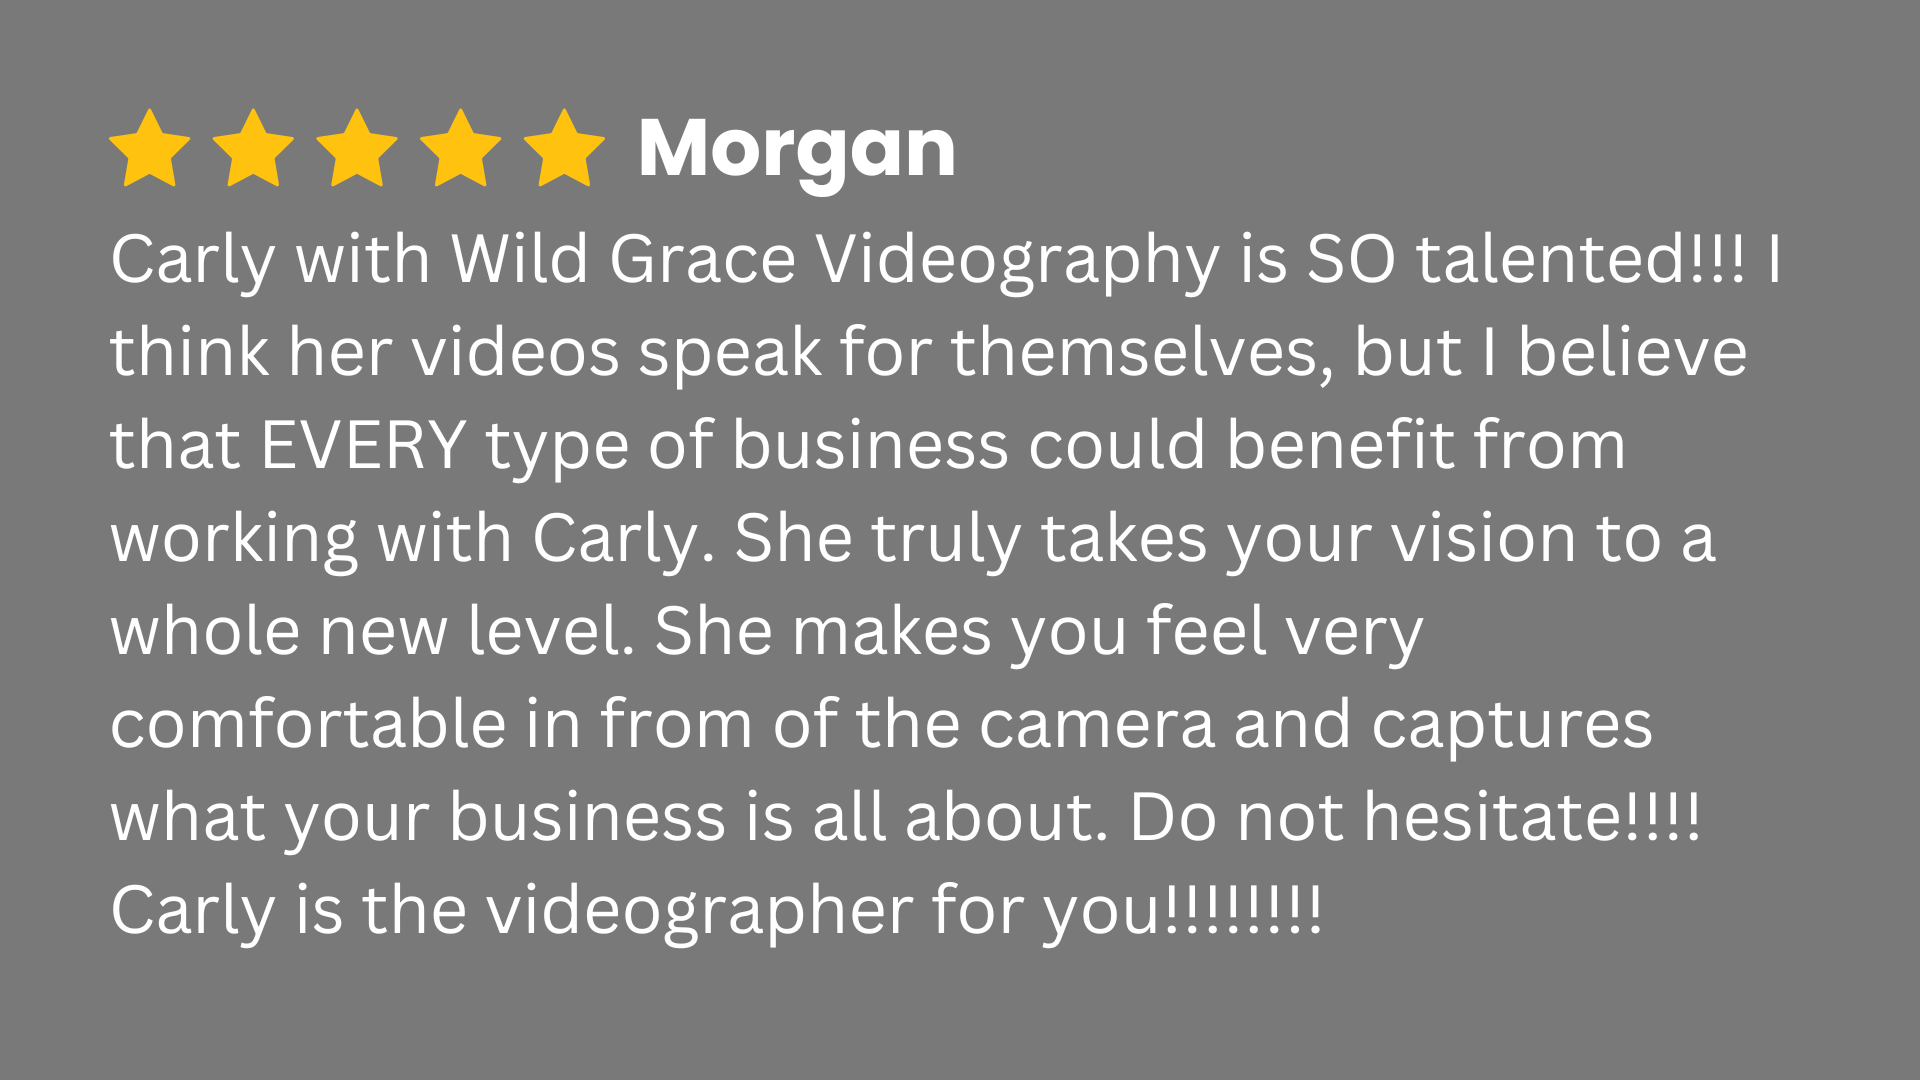 Morgan
Carly with Wild Grace Videography is SO talented!!! I
think her videos speak for themselves, but I believe
that EVERY type of business could benefit from
working with Carly. She truly takes your vision to a
whole new level. She makes you feel very
comfortable in from of the camera and captures
what your business is all about. Do not hesitate!!!!
Carly is the videographer for you!!!!!!!!